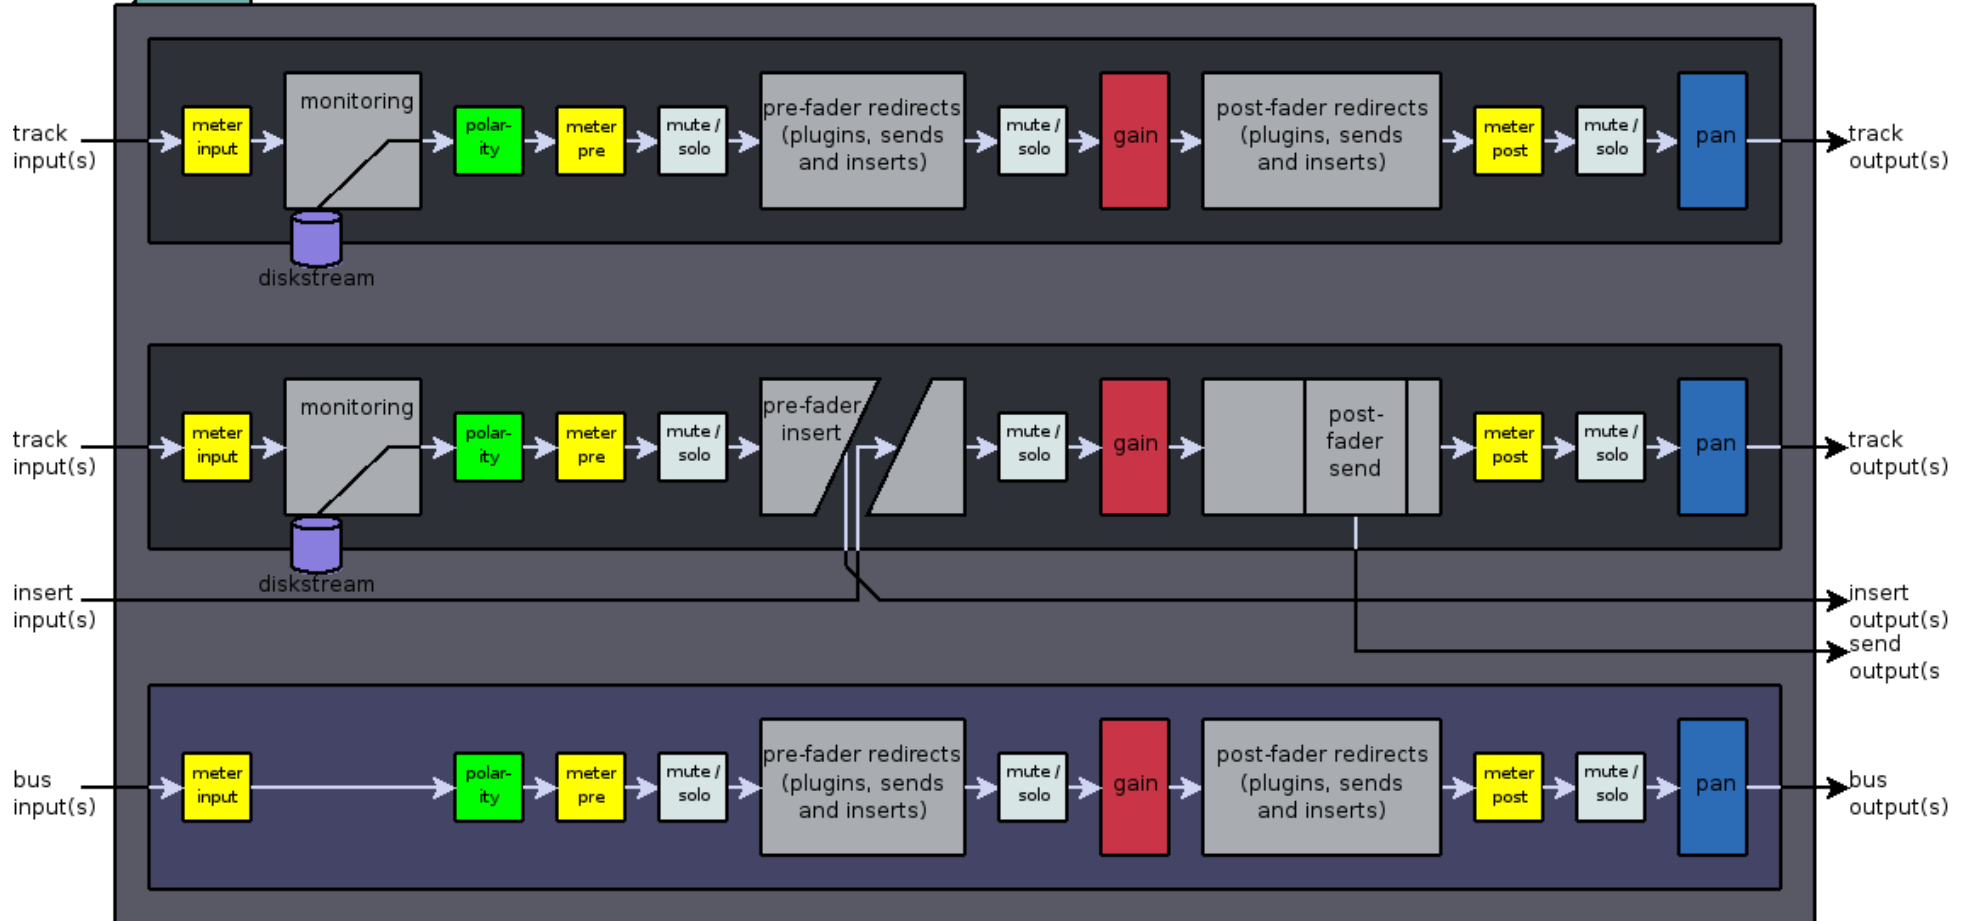 track
input(s)
meter
input
monitoring
diskstream
polar-
ity
meter
pre
mute /
solo
pre-fader redirects
(plugins, sends
and inserts)
mute /
solo
gain
post-fader redirects
(plugins, sends
and inserts)
meter
post
mute /
solo
pan
track
output(s)
track
input(s)
meter
input
monitoring
diskstream
polar-
ity
meter
pre
mute /
solo
pre-fader
insert
mute /
solo
gain
post-
fader
send
meter
post
mute /
solo
pan
track
output(s)
insert
input(s)
insert
output(s)
send
output(s
bus
input(s)
meter
input
polar-
ity
meter
pre
mute /
solo
pre-fader redirects
(plugins, sends
and inserts)
mute /
solo
gain
post-fader redirects
(plugins, sends
and inserts)
meter
post
mute /
solo
pan
bus
output(s)